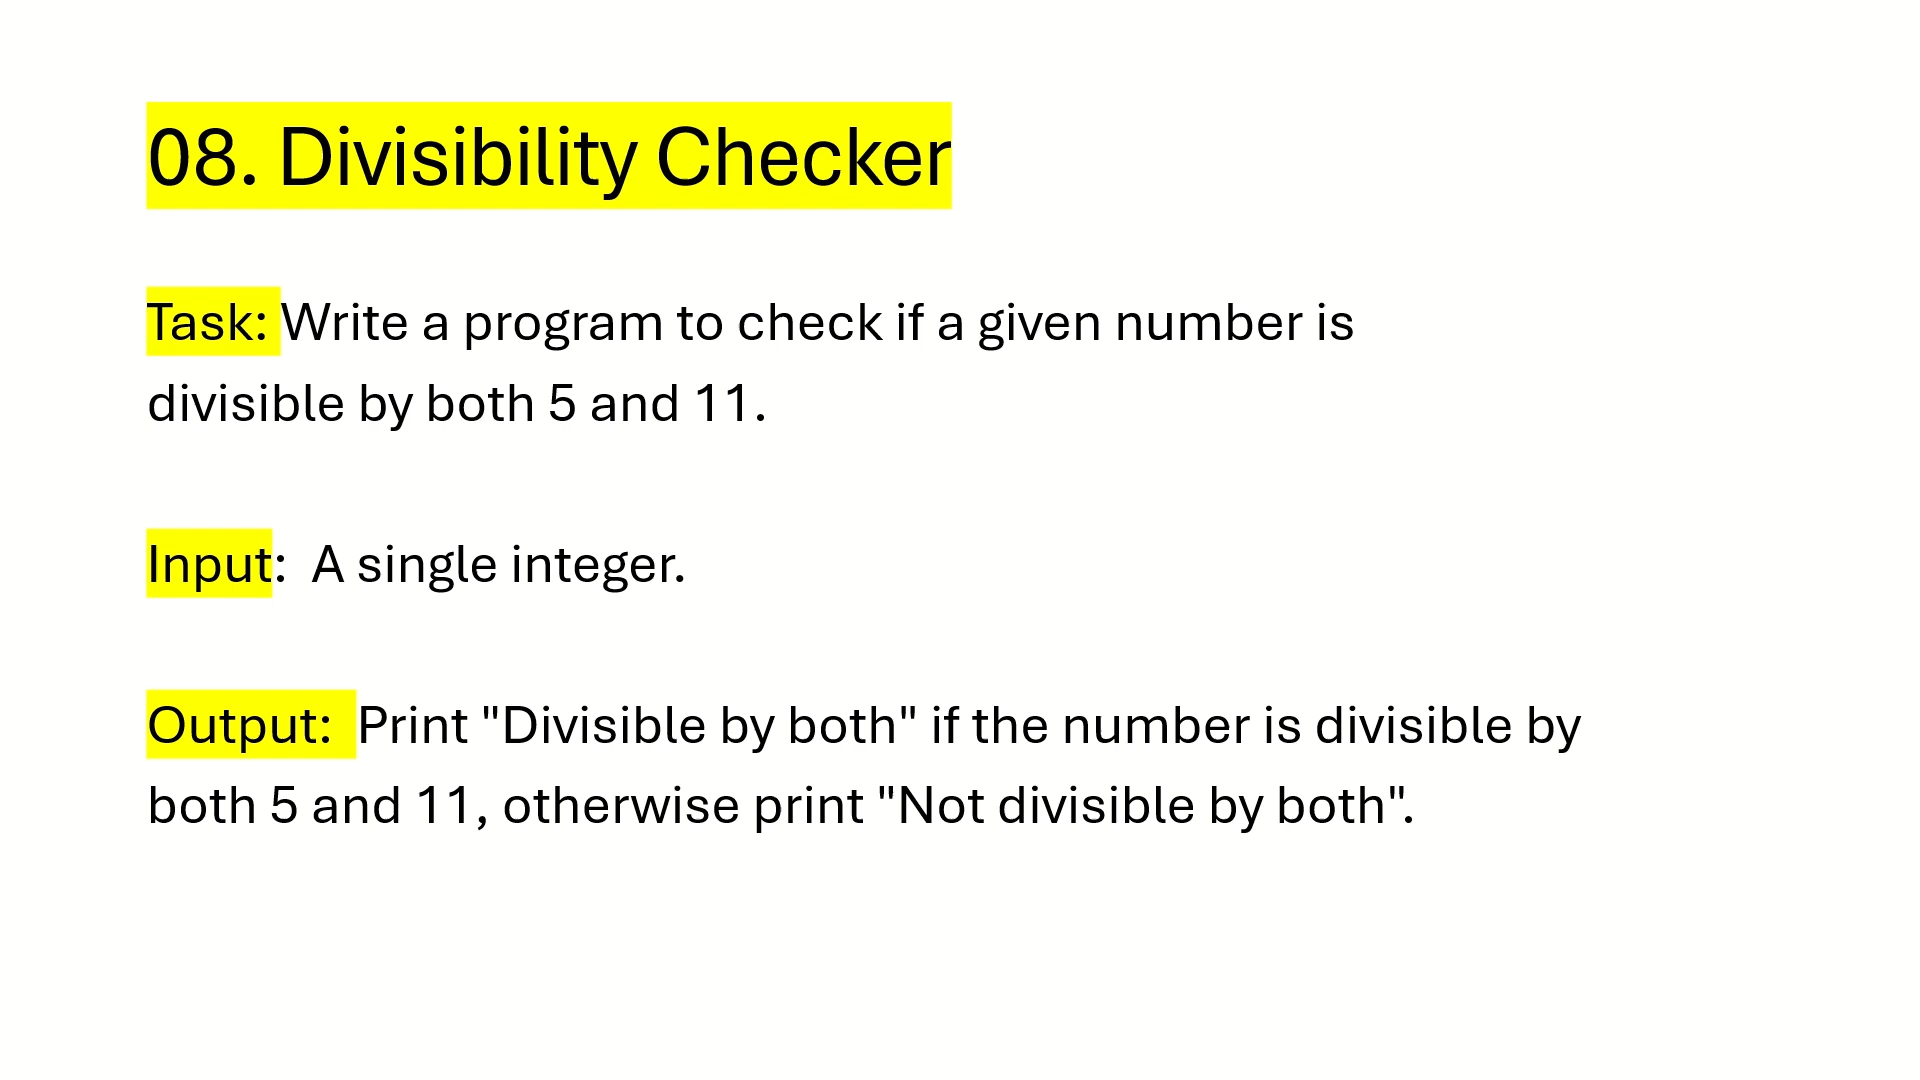 08. Divisibility Checker
Task: Write a program to check if a given number is
divisible by both 5 and 11.
Input:  A single integer.
Output:  Print "Divisible by both" if the number is divisible by
both 5 and 11, otherwise print "Not divisible by both".